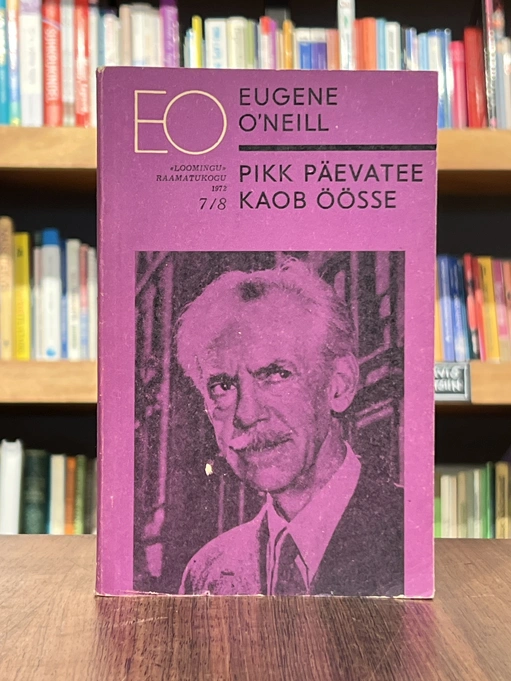 EO
EUGENE
O'NEILL
«LOOMINGU»
RAAMATUKOGU
1972
7/8
PIKK PÄEVATEE
KAOB ÖÖSSE